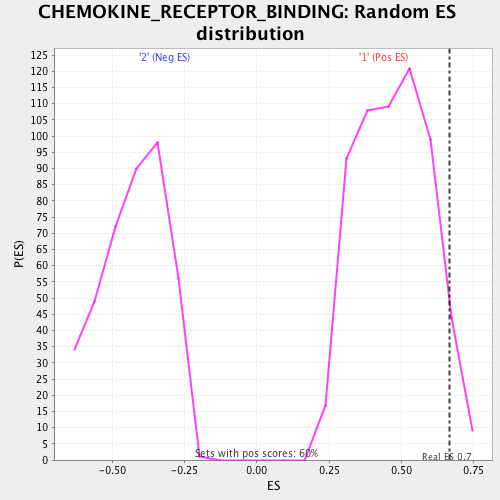 CHEMOKINE_RECEPTOR_BINDING: Random ES
distribution
'2' (Neg ES)
'1' (Pos ES)
125
120
115
110
105
100
95
90
85
80
75
70
65
60
55
50
45
40
35
30
25
20
15
10
5
0
P(ES)
Sets with pos scores: 60%
Real ES 0.7
-0.50 -0.25 0.00 0.25 0.50 0.75
ES